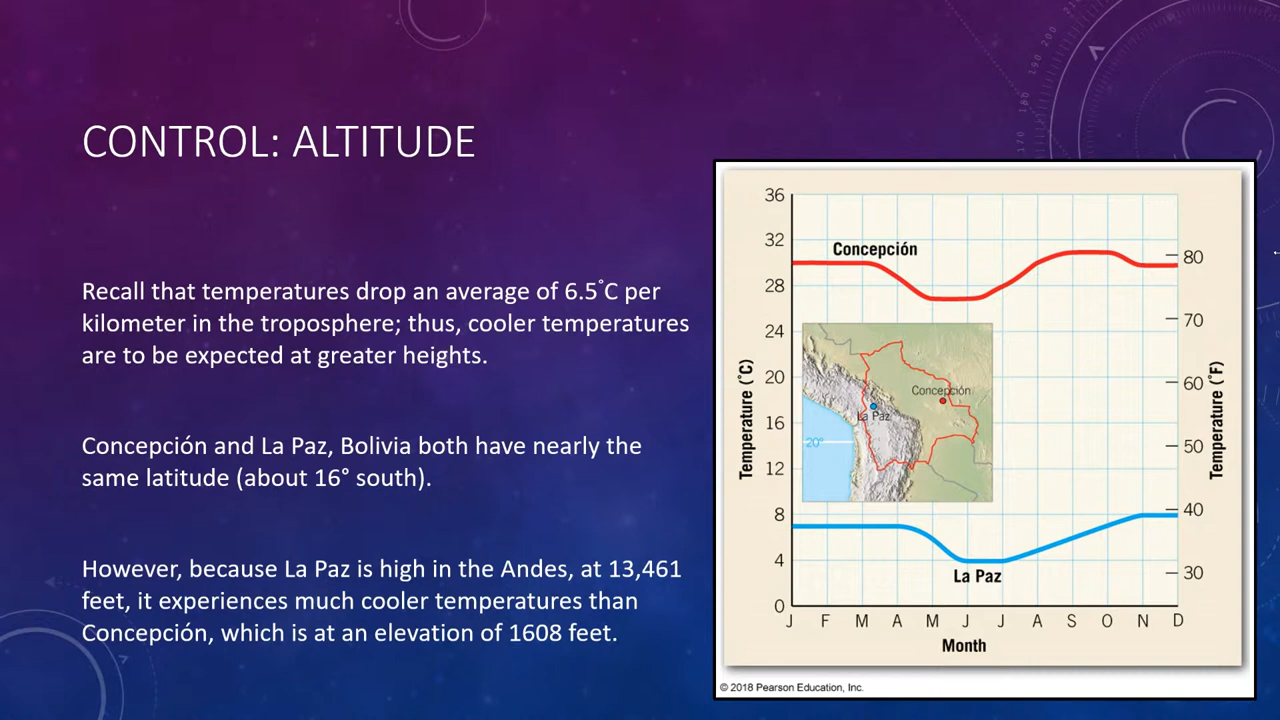 CONTROL: ALTITUDE
Recall that temperatures drop an average of 6.5°C per
kilometer in the troposphere; thus, cooler temperatures
are to be expected at greater heights.
Concepción and La Paz, Bolivia both have nearly the
same latitude (about 16° south).
However, because La Paz is high in the Andes, at 13,461
feet, it experiences much cooler temperatures than
Concepción, which is at an elevation of 1608 feet.
36
32
28
24
20
16
12
8
4
0
Temperature (°C)
Concepción
Concepción
La Paz
20°
La Paz
80
70
60
50
40
30
Temperature (°F)
J F M A M J J A S O N D
Month
© 2018 Pearson Education, Inc.